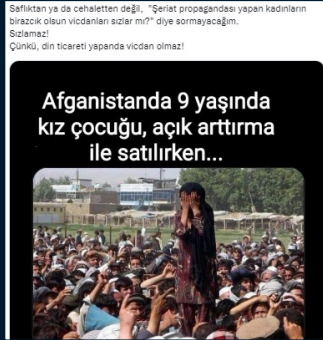 Saflıktan ya da cehaletten değil,  "Şeriat propagandası yapan kadınların
birazcık olsun vicdanları sızlar mı?" diye sormayacağım.
Sızlamaz!
Çünkü, din ticareti yapanda vicdan olmaz!
Afganistanda 9 yaşında
kız çocuğu, açık arttırma
ile satılırken...